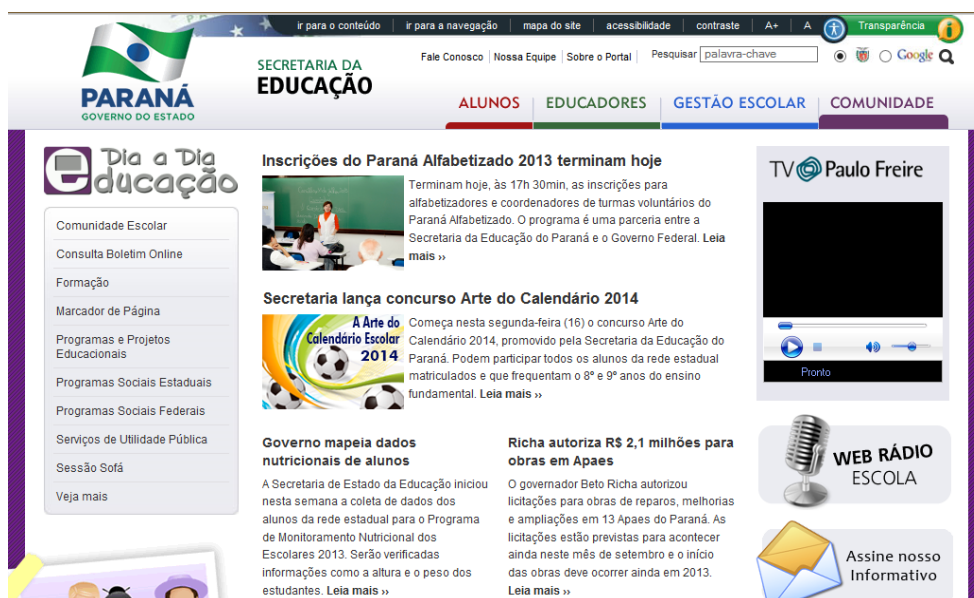 ir para o conteúdo | ir para a navegação | mapa do site | acessibilidade | contraste | A+ | A
Transparência
Fale Conosco | Nossa Equipe | Sobre o Portal | Pesquisar palavra-chave Google
PARANÁ
GOVERNO DO ESTADO
SECRETARIA DA
EDUCAÇÃO
ALUNOS | EDUCADORES | GESTÃO ESCOLAR | COMUNIDADE
Dia a Dia
educação
Comunidade Escolar
Consulta Boletim Online
Formação
Marcador de Página
Programas e Projetos
Educacionais
Programas Sociais Estaduais
Programas Sociais Federais
Serviços de Utilidade Pública
Sessão Sofá
Veja mais
Inscrições do Paraná Alfabetizado 2013 terminam hoje
Terminam hoje, às 17h 30min, as inscrições para
alfabetizadores e coordenadores de turmas voluntários do
Paraná Alfabetizado. O programa é uma parceria entre a
Secretaria da Educação do Paraná e o Governo Federal. Leia
mais ››
Secretaria lança concurso Arte do Calendário 2014
A Arte do
Calendário Escolar
2014
Começa nesta segunda-feira (16) o concurso Arte do
Calendário 2014, promovido pela Secretaria da Educação do
Paraná. Podem participar todos os alunos da rede estadual
matriculados e que frequentam o 8º e 9º anos do ensino
fundamental. Leia mais ››
Governo mapeia dados
nutricionais de alunos
A Secretaria de Estado da Educação iniciou
nesta semana a coleta de dados dos
alunos da rede estadual para o Programa
de Monitoramento Nutricional dos
Escolares 2013. Serão verificadas
informações como a altura e o peso dos
estudantes. Leia mais ››
Richa autoriza R$ 2,1 milhões para
obras em Apaes
O governador Beto Richa autorizou
licitações para obras de reparos, melhorias
e ampliações em 13 Apaes do Paraná. As
licitações estão previstas para acontecer
ainda neste mês de setembro e o início
das obras deve ocorrer ainda em 2013.
Leia mais ››
TV Paulo Freire
Pronto
WEB RÁDIO
ESCOLA
Assine nosso
Informativo